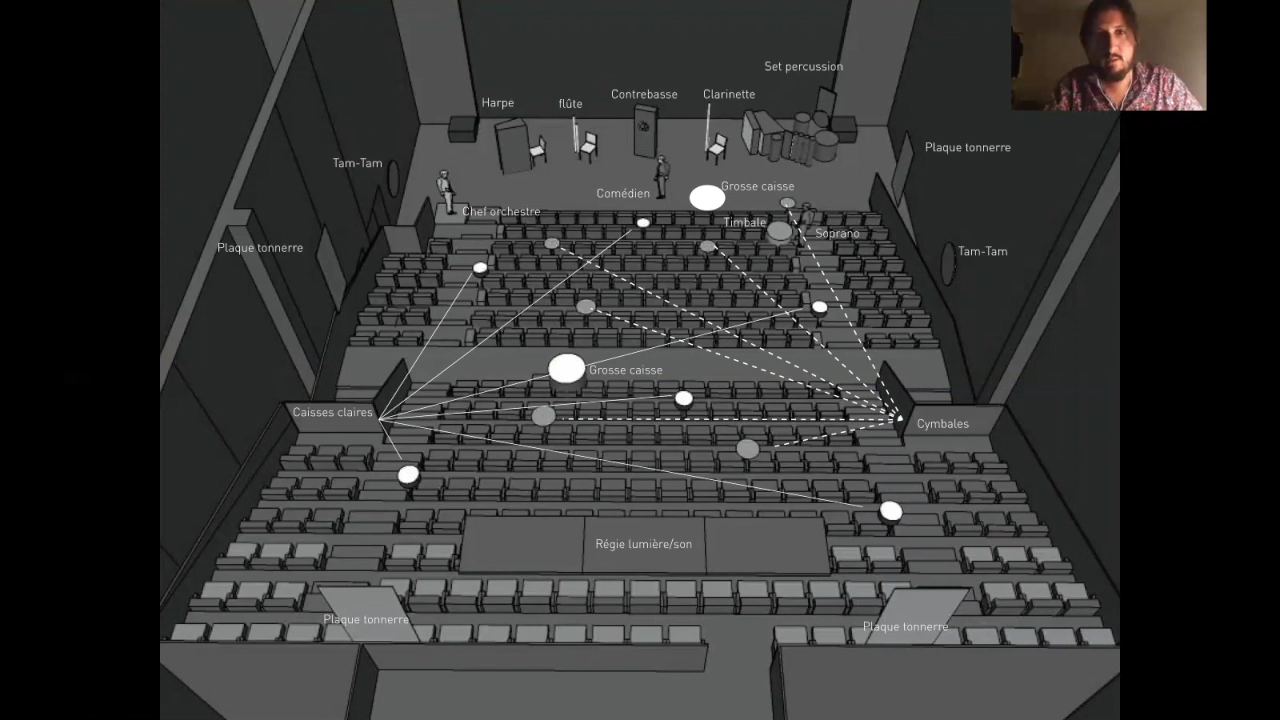 Set percussion
Harpe
flûte
Contrebasse
Clarinette
Plaque tonnerre
Tam-Tam
Comédien
Grosse caisse
Chef orchestre
Timbale
Soprano
Plaque tonnerre
Tam-Tam
Grosse caisse
Caisses claires
Cymbales
Régie lumière/son
Plaque tonnerre
Plaque tonnerre